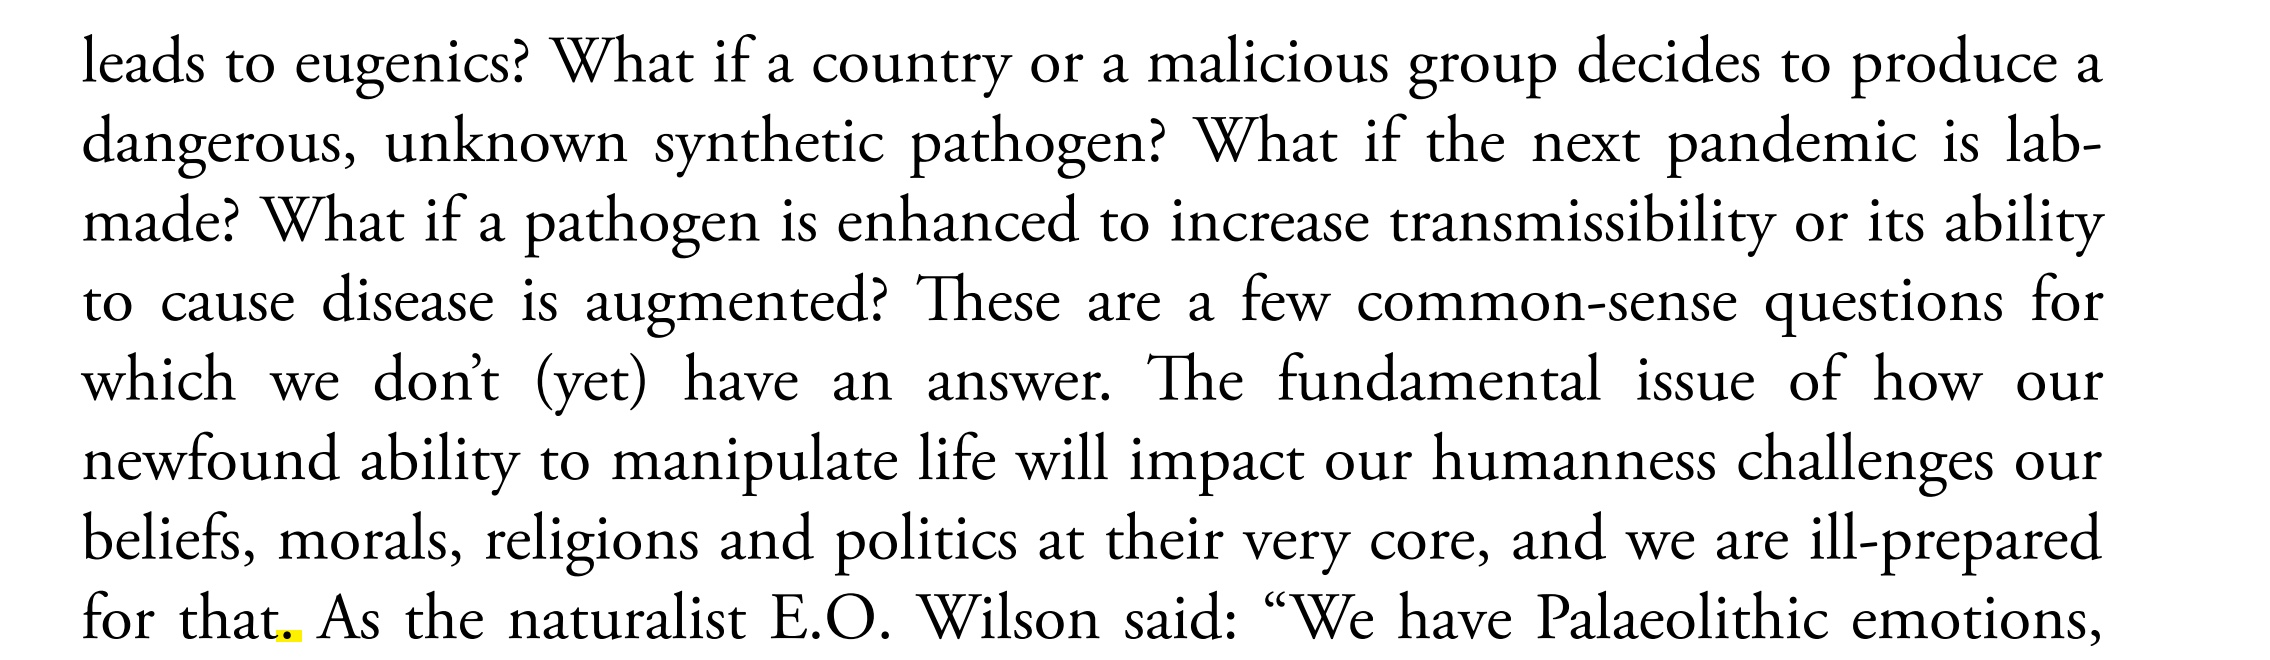 leads to eugenics? What if a country or a malicious group decides to produce a
dangerous, unknown synthetic pathogen? What if the next pandemic is lab-
made? What if a pathogen is enhanced to increase transmissibility or its ability
to cause disease is augmented? These are a few common-sense questions for
which we don’t (yet) have an answer. The fundamental issue of how our
newfound ability to manipulate life will impact our humanness challenges our
beliefs, morals, religions and politics at their very core, and we are ill-prepared
for that. As the naturalist E.O. Wilson said: “We have Palaeolithic emotions,